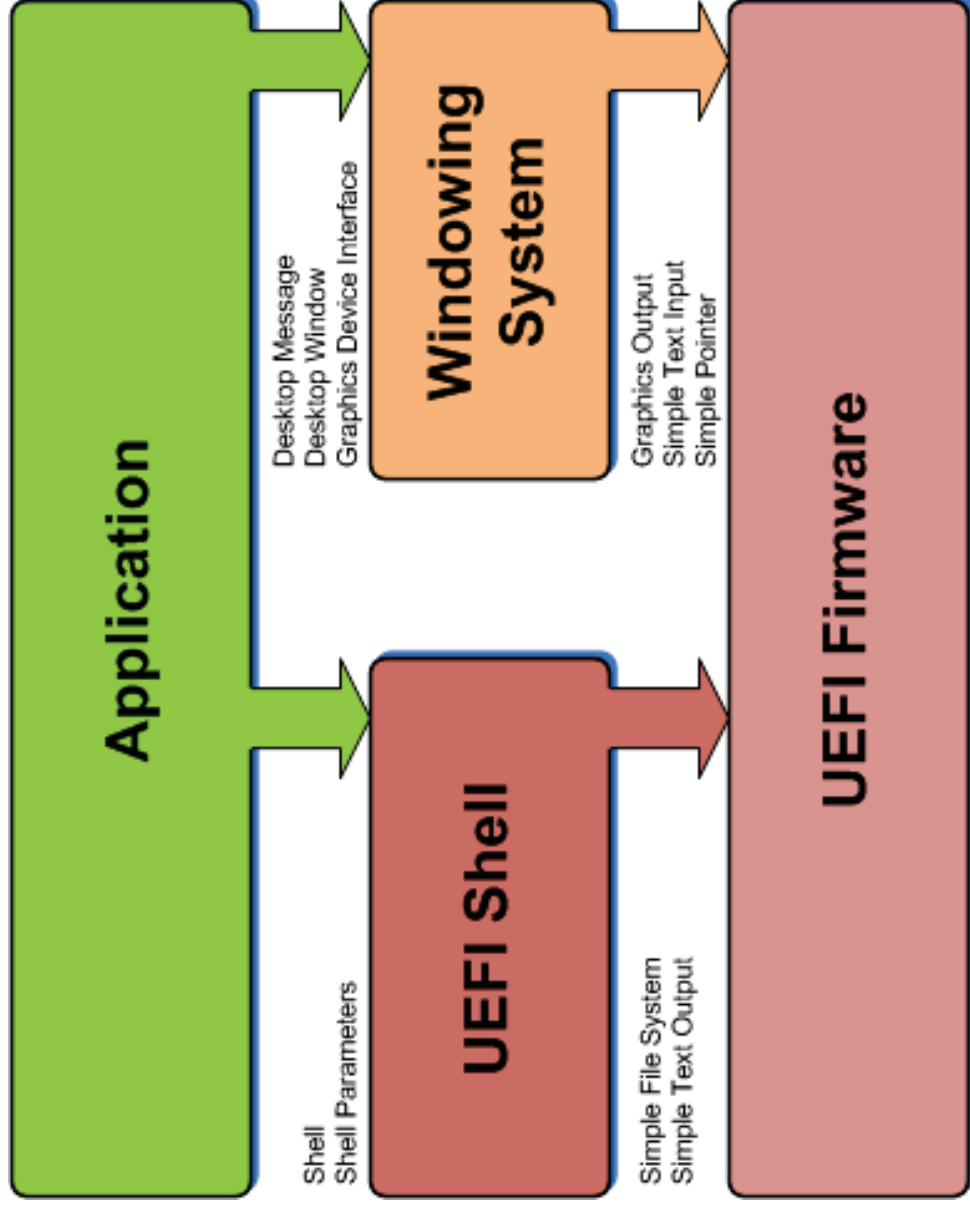 Application
Shell
Shell Parameters
Desktop Message
Desktop Window
Graphics Device Interface
UEFI Shell
Windowing
System
Simple File System
Simple Text Output
Graphics Output
Simple Text Input
Simple Pointer
UEFI Firmware